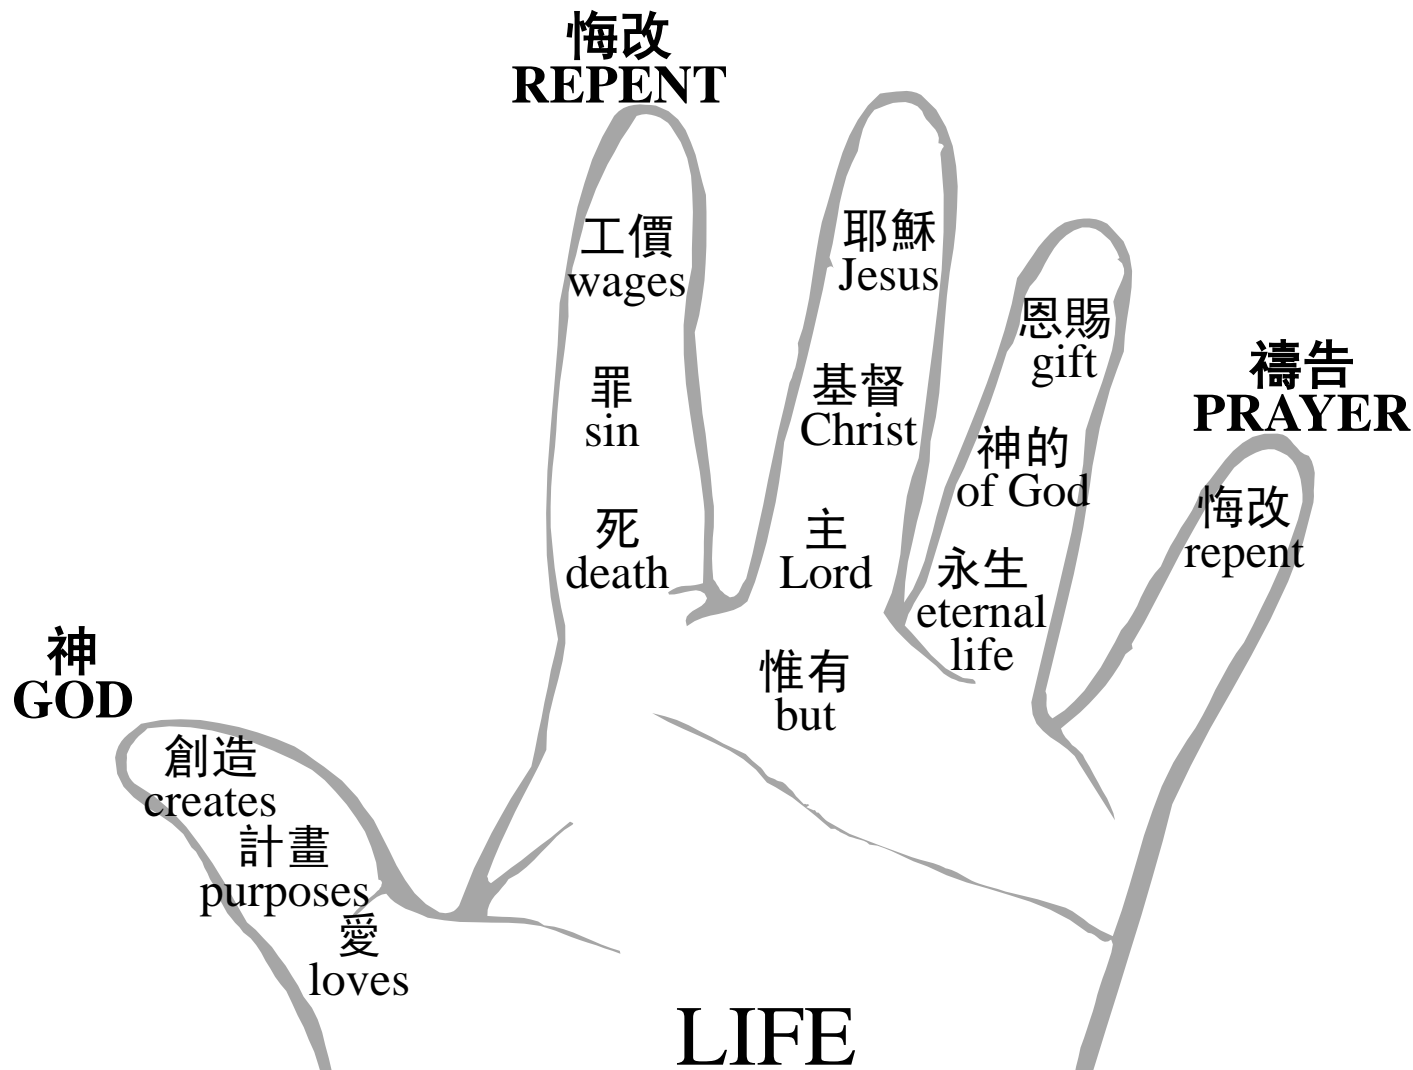 悔改
REPENT
工價
wages
罪
sin
死
death
耶穌
Jesus
基督
Christ
主
Lord
惟有
but
恩賜
gift
神的
of God
永生
eternal
life
禱告
PRAYER
悔改
repent
神
GOD
創造
creates
計畫
purposes
愛
loves
LIFE